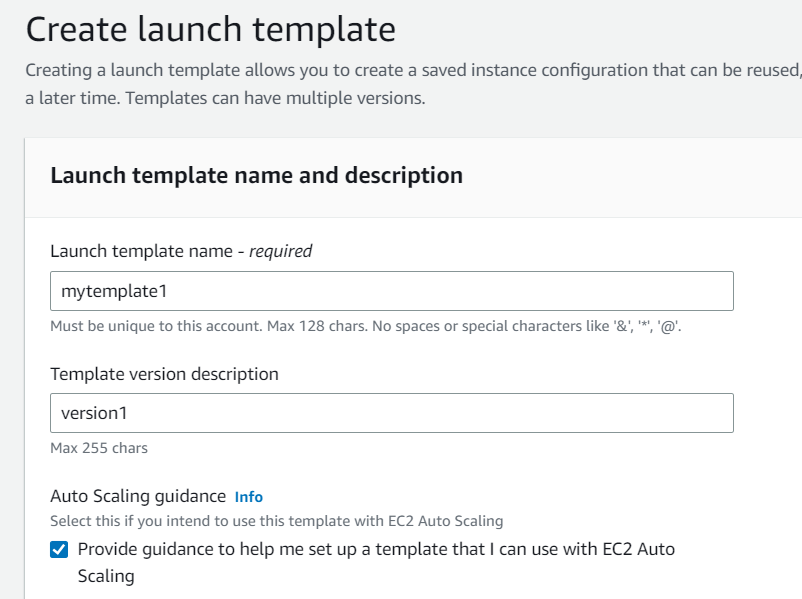 Create launch template
Creating a launch template allows you to create a saved instance configuration that can be reused,
a later time. Templates can have multiple versions.
Launch template name and description
Launch template name - required
mytemplate1
Must be unique to this account. Max 128 chars. No spaces or special characters like '&', '*', '@'.
Template version description
version1
Max 255 chars
Auto Scaling guidance Info
Select this if you intend to use this template with EC2 Auto Scaling
Provide guidance to help me set up a template that I can use with EC2 Auto
Scaling